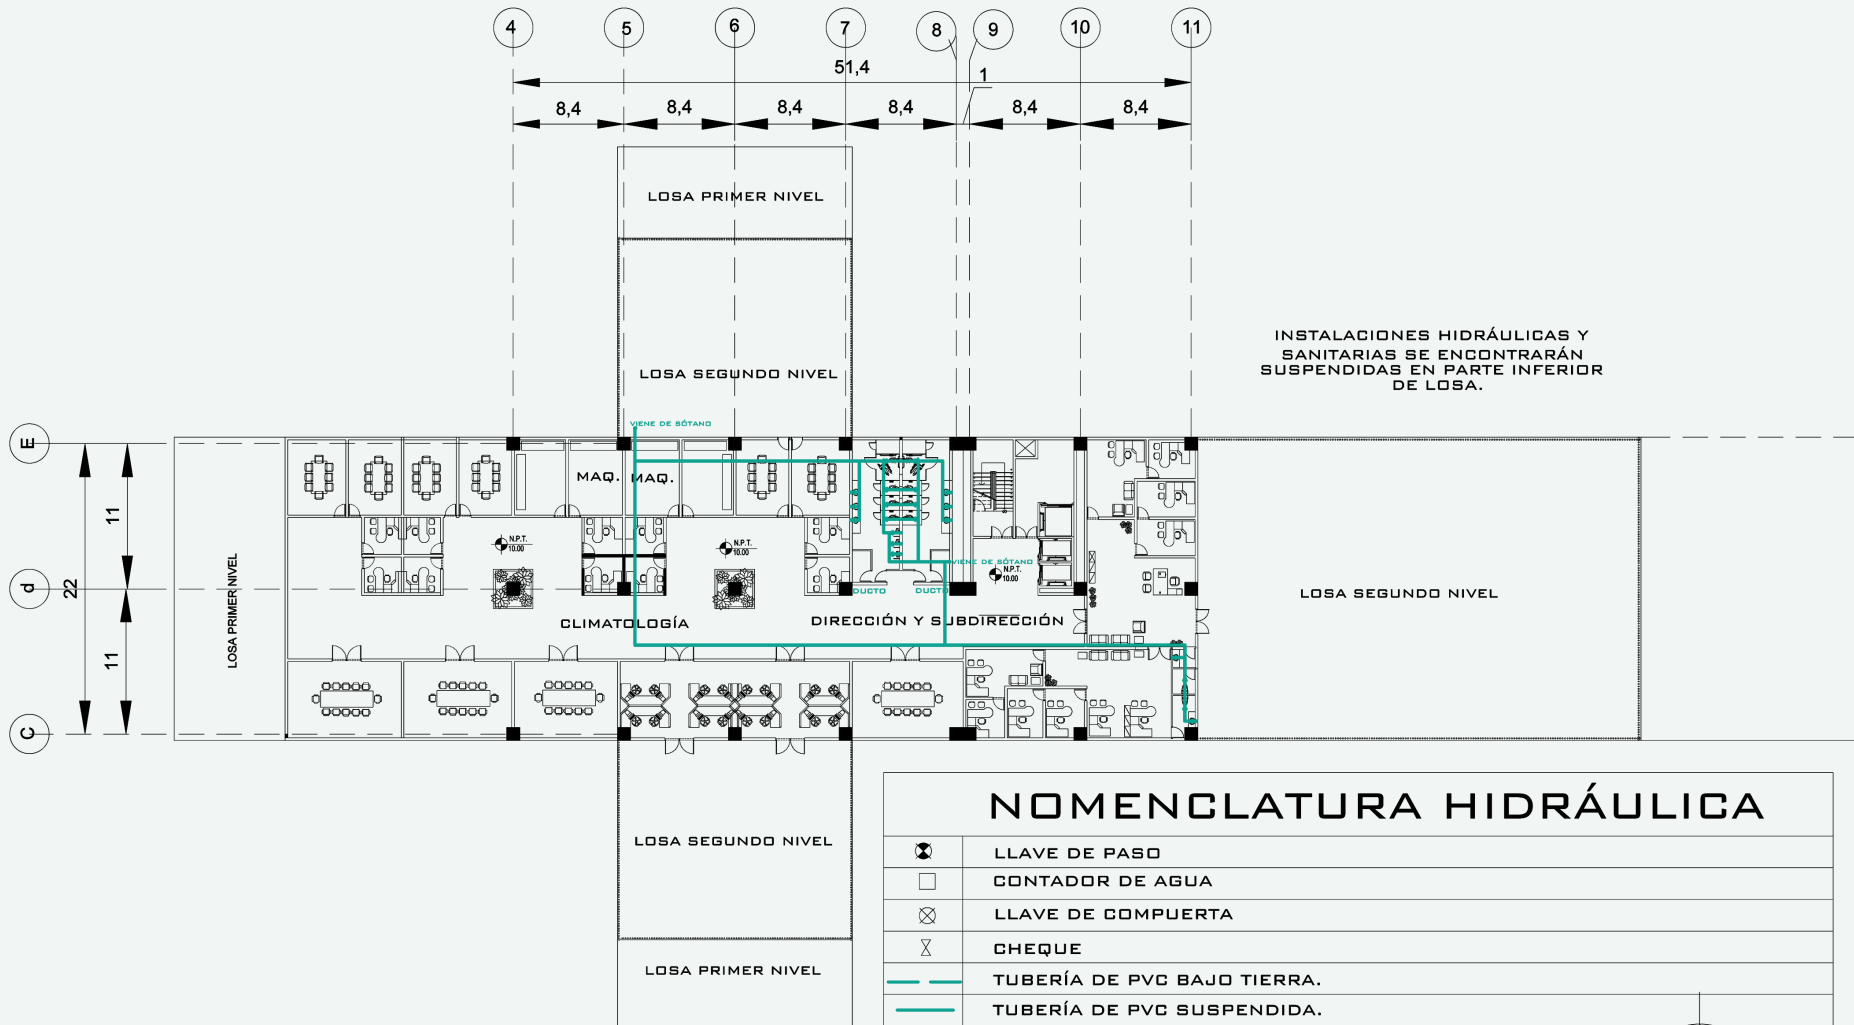 4 5 6 7 8 9 10 11
51,4
1
8,4 8,4 8,4 8,4 8,4 8,4
LOSA PRIMER NIVEL
LOSA SEGUNDO NIVEL
INSTALACIONES HIDRÁULICAS Y
SANITARIAS SE ENCONTRARÁN
SUSPENDIDAS EN PARTE INFERIOR
DE LOSA.
VIENE DE SÓTANO
E
MAQ. MAQ.
11
N.P.T.
10.00
N.P.T.
10.00
VIENE DE SÓTANO
N.P.T.
10.00
d
22
DUCTO DUCTO
LOSA SEGUNDO NIVEL
LOSA PRIMER NIVEL
CLIMATOLOGÍA
DIRECCIÓN Y SUBDIRECCIÓN
11
C
LOSA SEGUNDO NIVEL
LOSA PRIMER NIVEL
NOMENCLATURA HIDRÁULICA
LLAVE DE PASO
CONTADOR DE AGUA
LLAVE DE COMPUERTA
CHEQUE
TUBERÍA DE PVC BAJO TIERRA.
TUBERÍA DE PVC SUSPENDIDA.